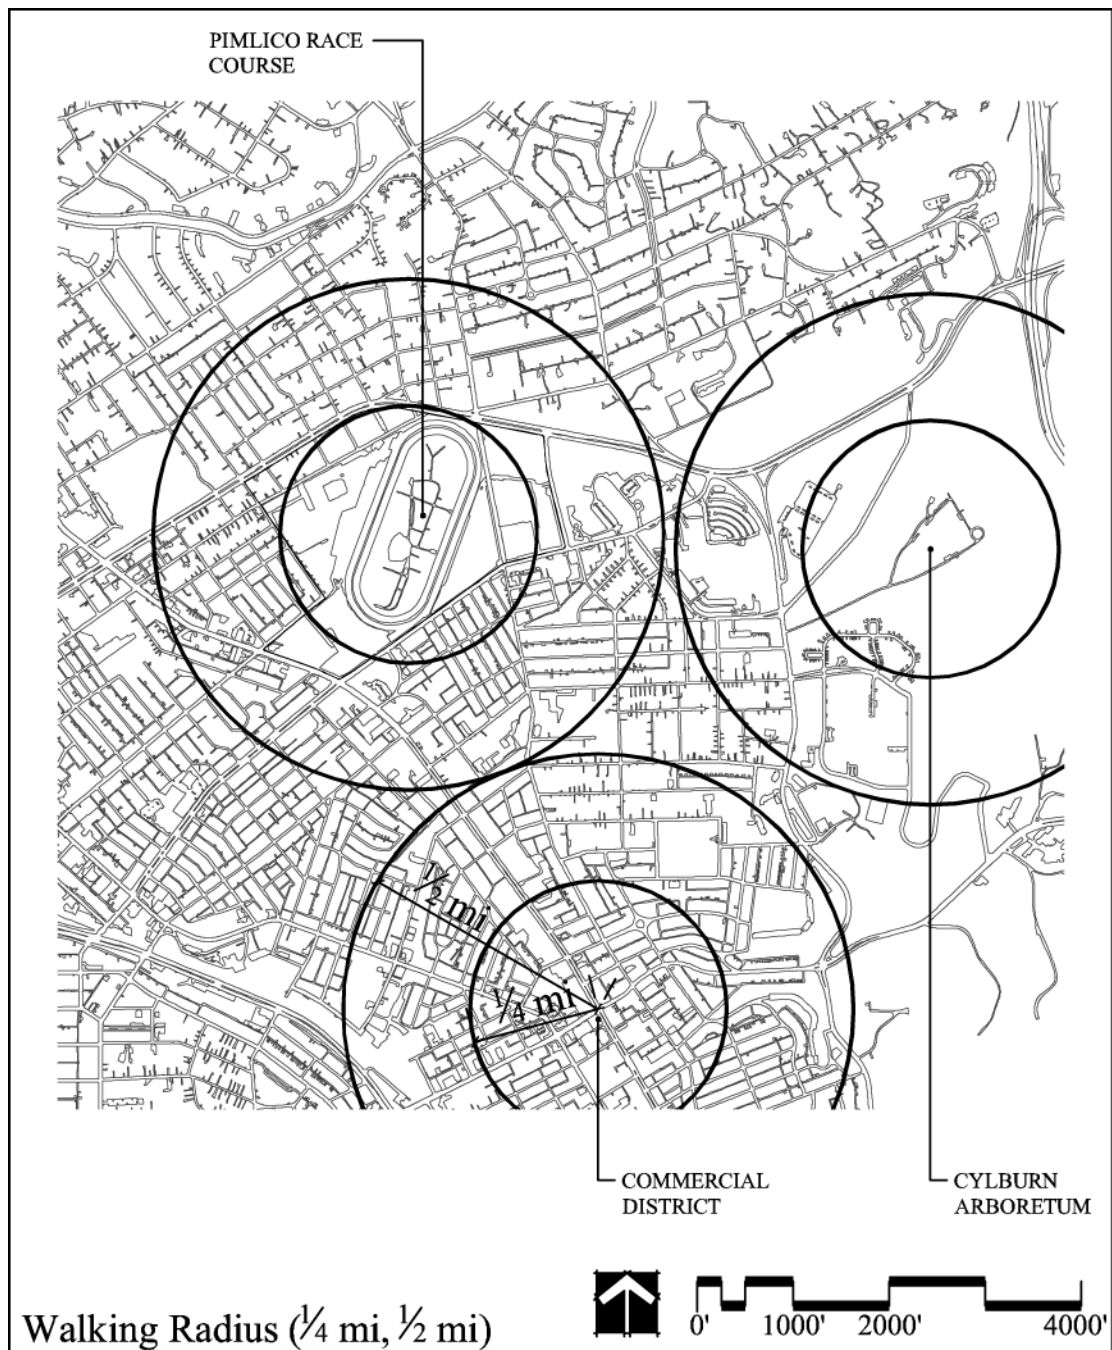 PIMLICO RACE
COURSE
½ mi
¼ mi
COMMERCIAL
DISTRICT
CYLBURN
ARBORETUM
Walking Radius (¼ mi, ½ mi)
0' 1000' 2000' 4000'